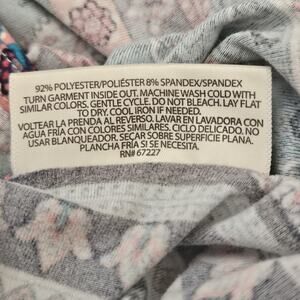 92% POLYESTER/POLIÉSTER 8% SPANDEX/SPANDEX
TURN GARMENT INSIDE OUT. MACHINE WASH COLD WITH
SIMILAR COLORS. GENTLE CYCLE. DO NOT BLEACH. LAY FLAT
TO DRY. COOL IRON IF NEEDED.
VOLTEAR LA PRENDA AL REVERSO. LAVAR EN LAVADORA CON
AGUA FRÍA CON COLORES SIMILARES. CICLO DELICADO. NO
USAR BLANQUEADOR. SECAR SOBRE SUPERFICIE PLANA.
PLANCHA FRÍA SI SE NECESITA.
RN# 67227